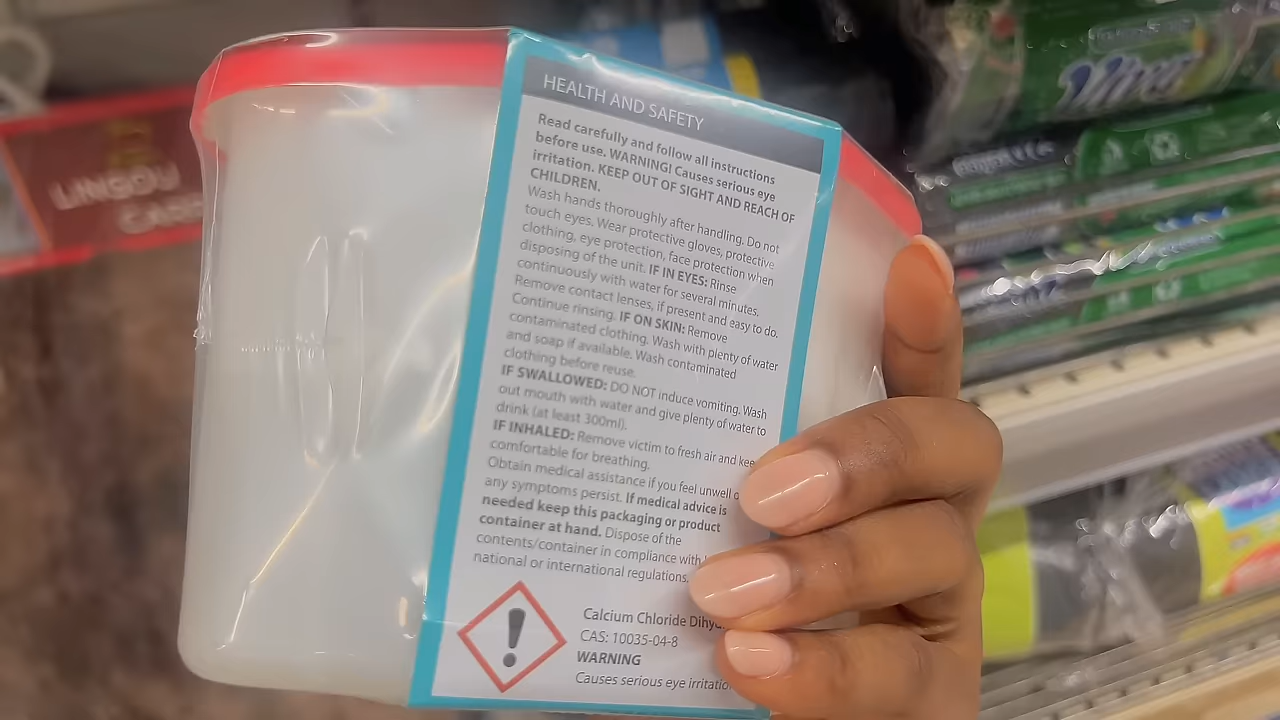 HEALTH AND SAFETY
Read carefully and follow all instructions
before use. WARNING! Causes serious eye
irritation. KEEP OUT OF SIGHT AND REACH OF
CHILDREN.
Wash hands thoroughly after handling. Do not
touch eyes. Wear protective gloves, protective
clothing, eye protection, face protection when
disposing of the unit. IF IN EYES: Rinse
continuously with water for several minutes.
Remove contact lenses, if present and easy to do.
Continue rinsing. IF ON SKIN: Remove
contaminated clothing. Wash with plenty of water
and soap if available. Wash contaminated
clothing before reuse.
IF SWALLOWED: DO NOT induce vomiting. Wash
out mouth with water and give plenty of water to
drink (at least 300ml).
IF INHALED: Remove victim to fresh air and kee
comfortable for breathing.
Obtain medical assistance if you feel unwell o
any symptoms persist. If medical advice is
needed keep this packaging or product
container at hand. Dispose of the
contents/container in compliance with
national or international regulations.
Calcium Chloride Dihy
CAS: 10035-04-8
WARNING
Causes serious eye irritatio